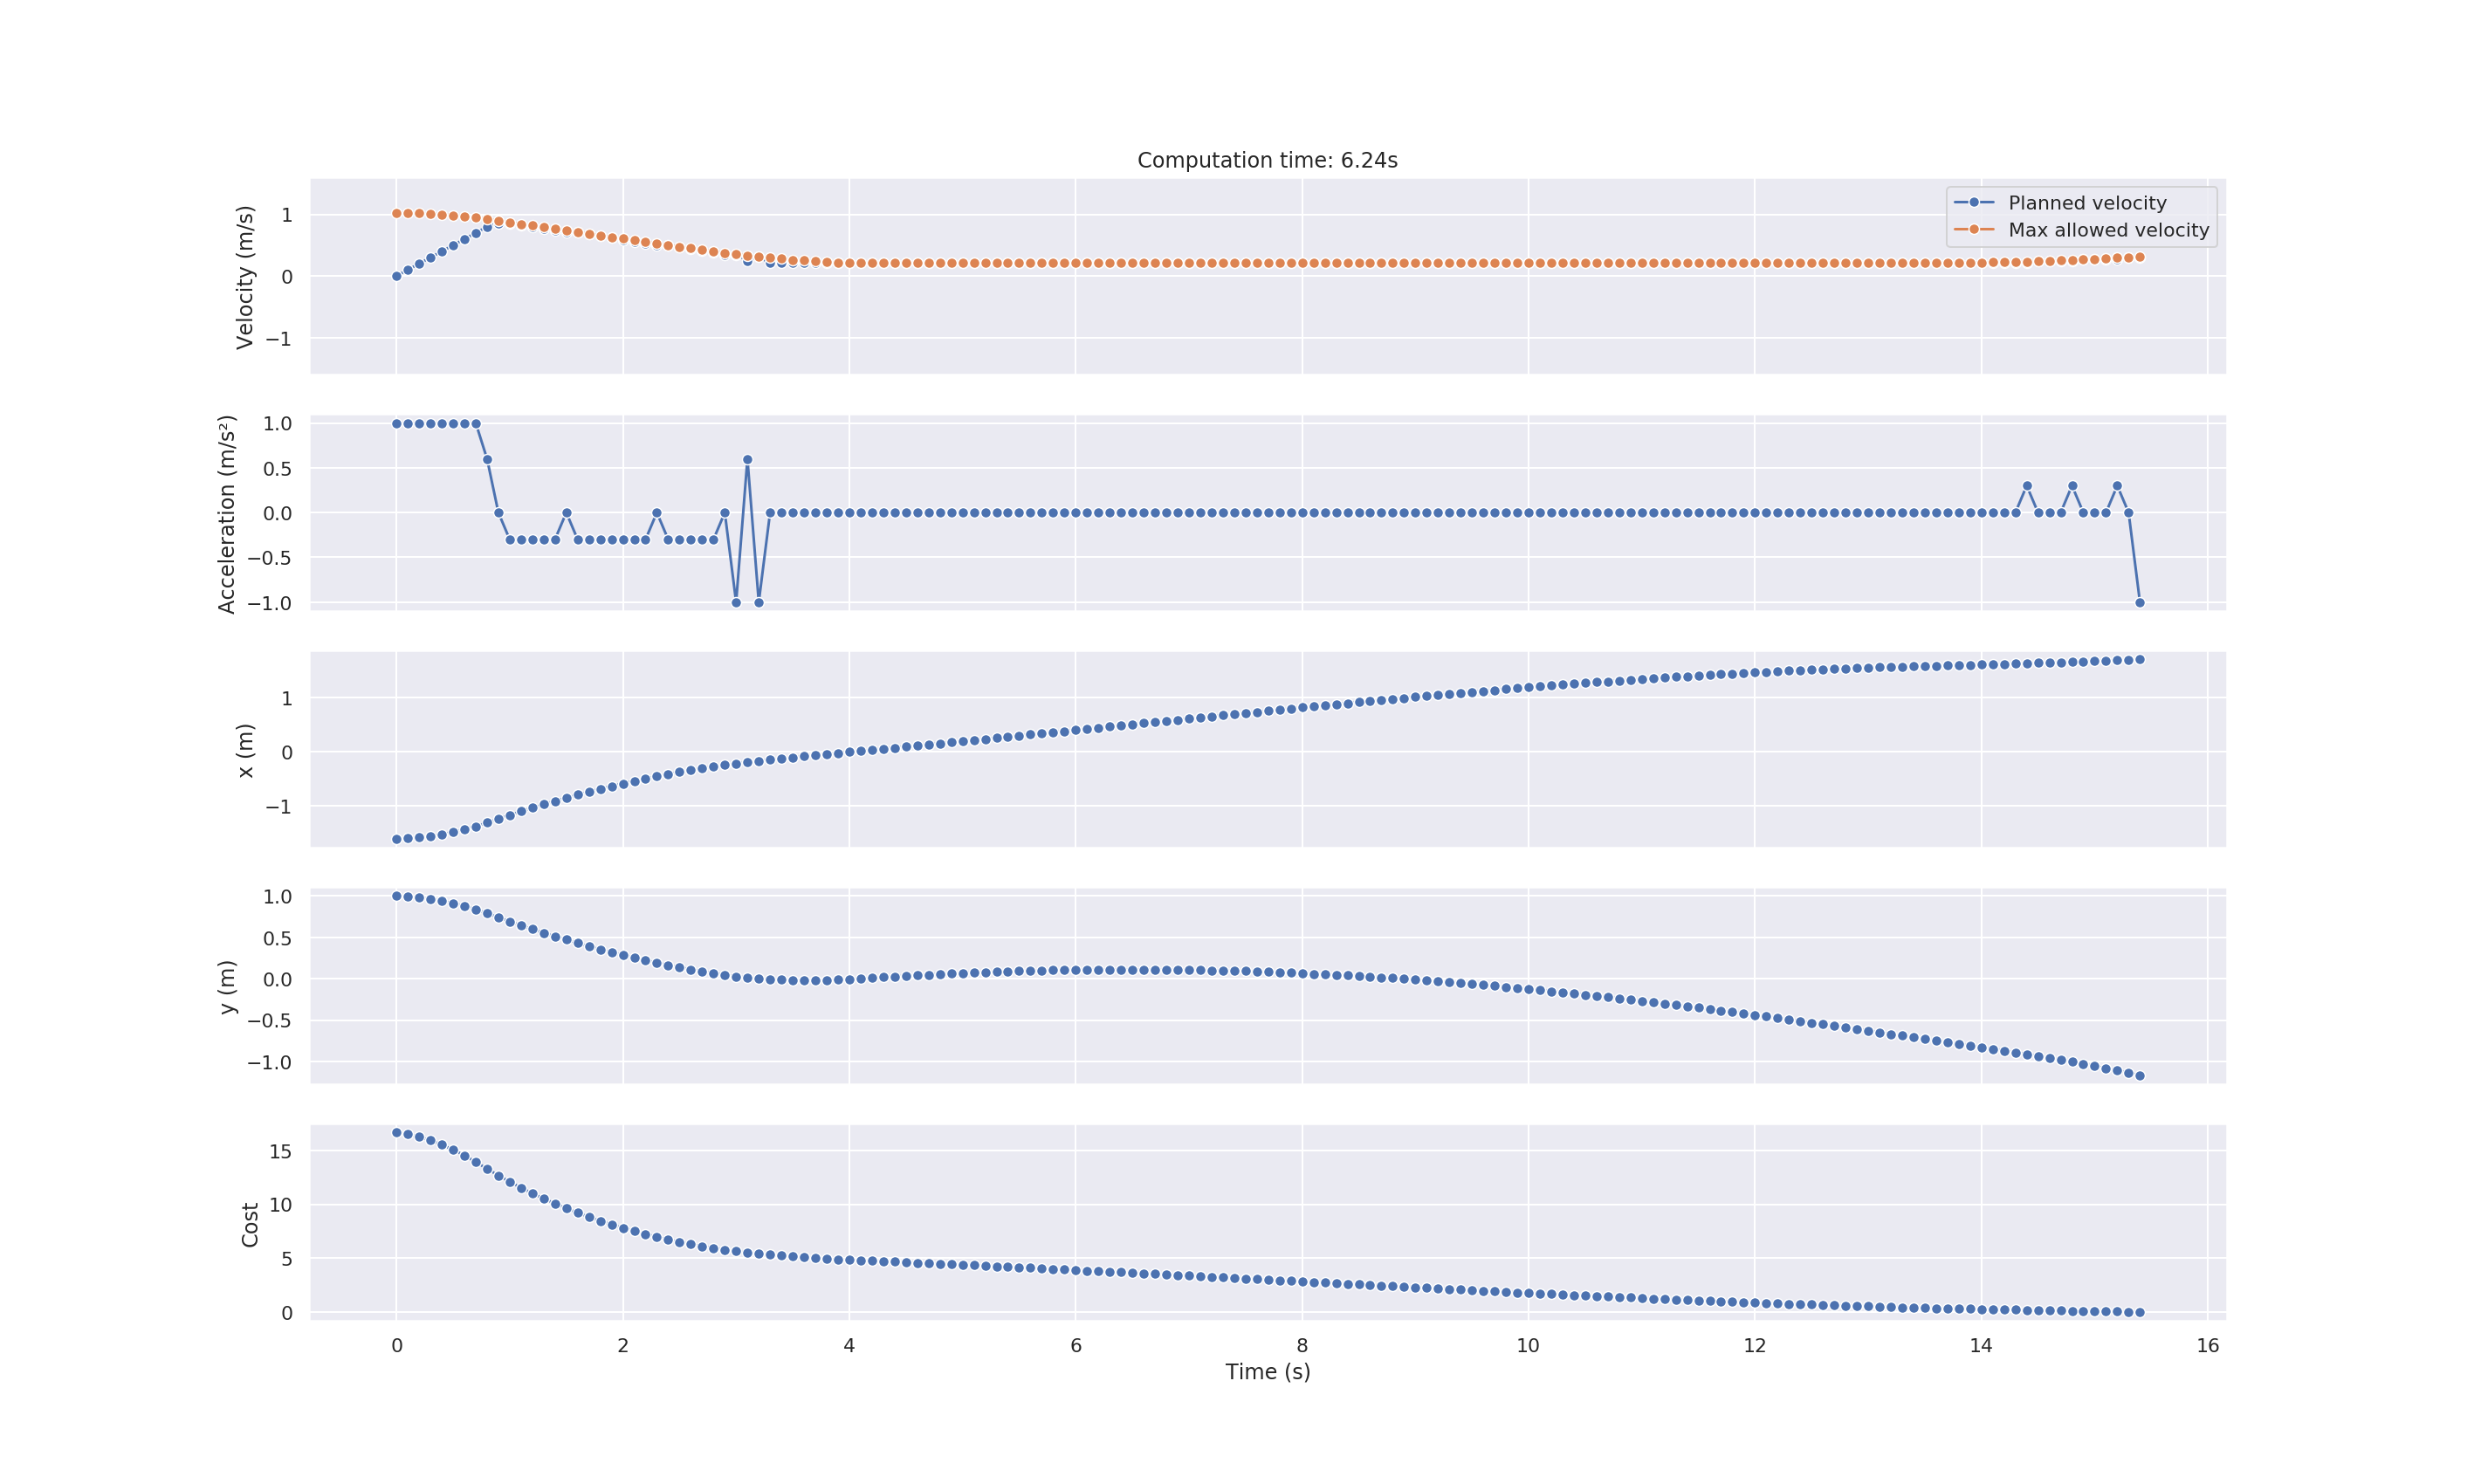 Computation time: 6.24s
Velocity (m/s)
1
0
−1
Planned velocity
Max allowed velocity
Acceleration (m/s²)
1.0
0.5
0.0
−0.5
−1.0
x (m)
1
0
−1
y (m)
1.0
0.5
0.0
−0.5
−1.0
Cost
15
10
5
0
0 2 4 6 8 10 12 14 16
Time (s)